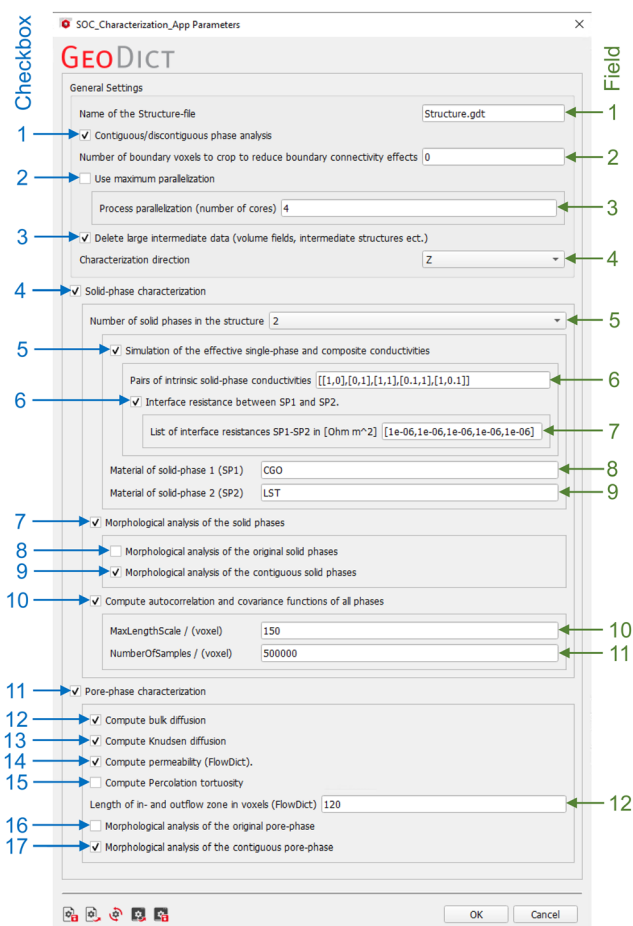 SOC_Characterization_App Parameters
Checkbox
GEODICT
Field
General Settings
Name of the Structure-file Structure.gdt 1
1 Contiguous/discontiguous phase analysis
Number of boundary voxels to crop to reduce boundary connectivity effects 0 2
2 Use maximum parallelization
Process parallelization (number of cores) 4 3
3 Delete large intermediate data (volume fields, intermediate structures ect.)
Characterization direction Z 4
4 Solid-phase characterization
Number of solid phases in the structure 2 5
5 Simulation of the effective single-phase and composite conductivities
Pairs of intrinsic solid-phase conductivities [[1,0],[0,1],[1,1],[0.1,1],[1,0.1]] 6
6 Interface resistance between SP1 and SP2.
List of interface resistances SP1-SP2 in [Ohm m^2] [1e-06,1e-06,1e-06,1e-06,1e-06] 7
Material of solid-phase 1 (SP1) CGO 8
Material of solid-phase 2 (SP2) LST 9
7 Morphological analysis of the solid phases
8 Morphological analysis of the original solid phases
9 Morphological analysis of the contiguous solid phases
10 Compute autocorrelation and covariance functions of all phases
MaxLengthScale / (voxel) 150 10
NumberOfSamples / (voxel) 500000 11
11 Pore-phase characterization
12 Compute bulk diffusion
13 Compute Knudsen diffusion
14 Compute permeability (FlowDict).
15 Compute Percolation tortuosity
Length of in- and outflow zone in voxels (FlowDict) 120 12
16 Morphological analysis of the original pore-phase
17 Morphological analysis of the contiguous pore-phase
OK Cancel